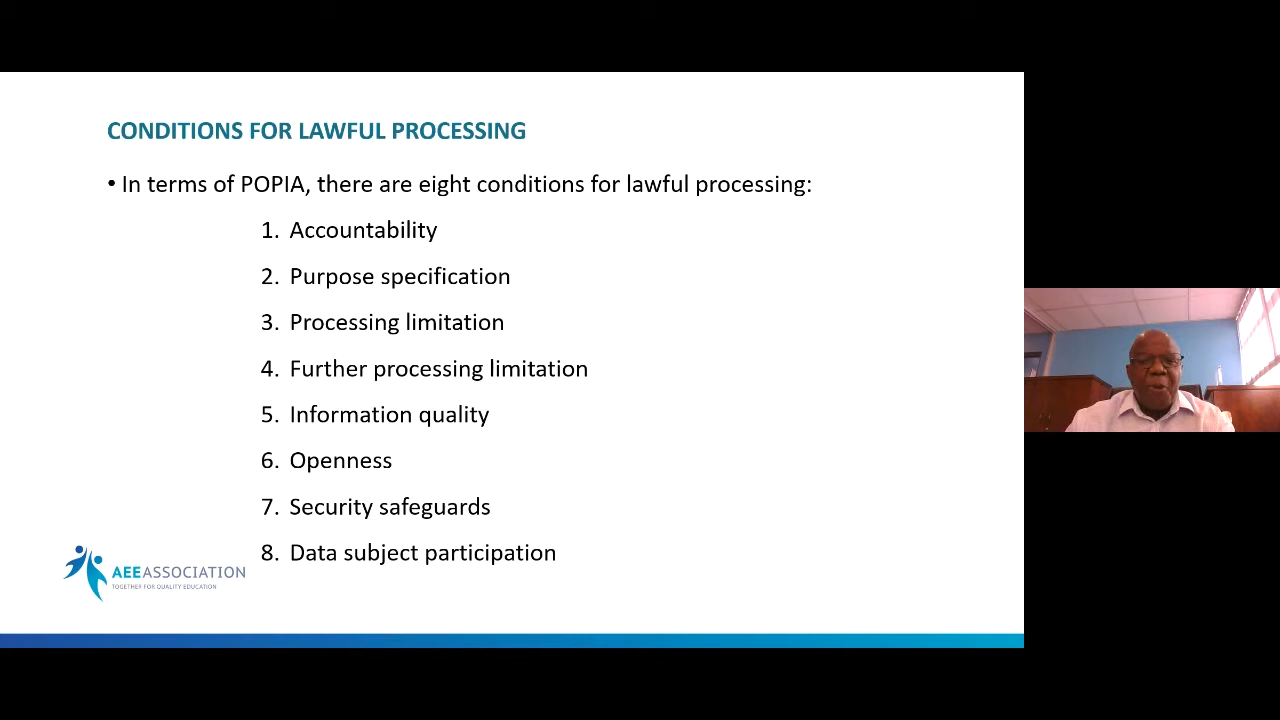 CONDITIONS FOR LAWFUL PROCESSING
• In terms of POPIA, there are eight conditions for lawful processing:
1. Accountability
2. Purpose specification
3. Processing limitation
4. Further processing limitation
5. Information quality
6. Openness
7. Security safeguards
8. Data subject participation
AEEASSOCIATION
TOGETHER FOR QUALITY EDUCATION